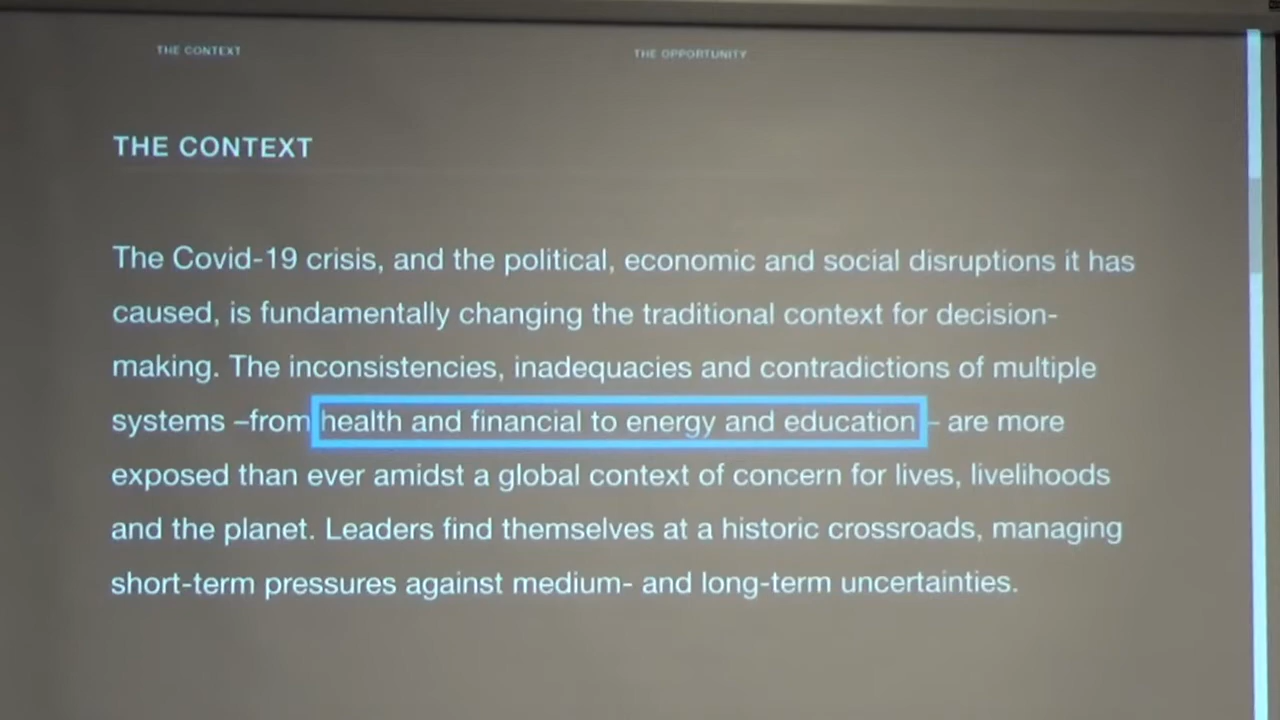 THE CONTEXT
THE OPPORTUNITY
THE CONTEXT
The Covid-19 crisis, and the political, economic and social disruptions it has
caused, is fundamentally changing the traditional context for decision-
making. The inconsistencies, inadequacies and contradictions of multiple
systems –from health and financial to energy and education – are more
exposed than ever amidst a global context of concern for lives, livelihoods
and the planet. Leaders find themselves at a historic crossroads, managing
short-term pressures against medium- and long-term uncertainties.